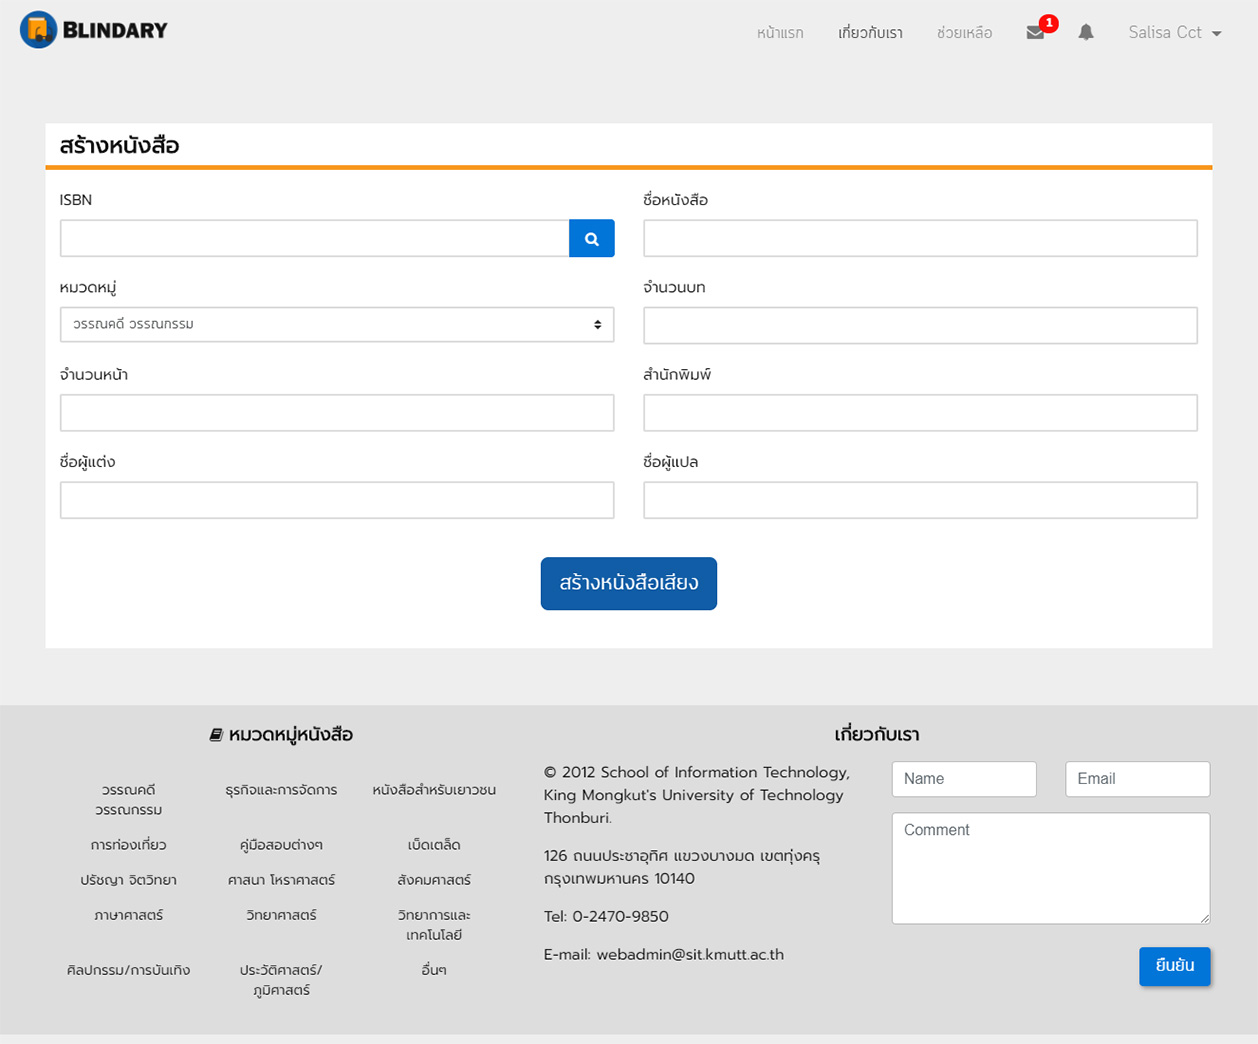 BLINDARY
หน้าแรก
เกี่ยวกับเรา
ช่วยเหลือ
1
Salisa Cct
สร้างหนังสือ
ISBN
ชื่อหนังสือ
หมวดหมู่
จำนวนบท
วรรณคดี วรรณกรรม
จำนวนหน้า
สำนักพิมพ์
ชื่อผู้แต่ง
ชื่อผู้แปล
สร้างหนังสือเสียง
หมวดหมู่หนังสือ
วรรณคดี
วรรณกรรม
ธุรกิจและการจัดการ
หนังสือสำหรับเยาวชน
การท่องเที่ยว
คู่มือสอบต่างๆ
เบ็ดเตล็ด
ปรัชญา จิตวิทยา
ศาสนา โหราศาสตร์
สังคมศาสตร์
ภาษาศาสตร์
วิทยาศาสตร์
วิทยาการและ
เทคโนโลยี
ศิลปกรรม/การบันเทิง
ประวัติศาสตร์/
ภูมิศาสตร์
อื่นๆ
เกี่ยวกับเรา
© 2012 School of Information Technology,
King Mongkut's University of Technology
Thonburi.
126 ถนนประชาอุทิศ แขวงบางมด เขตทุ่งครุ
กรุงเทพมหานคร 10140
Tel: 0-2470-9850
E-mail: webadmin@sit.kmutt.ac.th
Name
Email
Comment
ยืนยัน